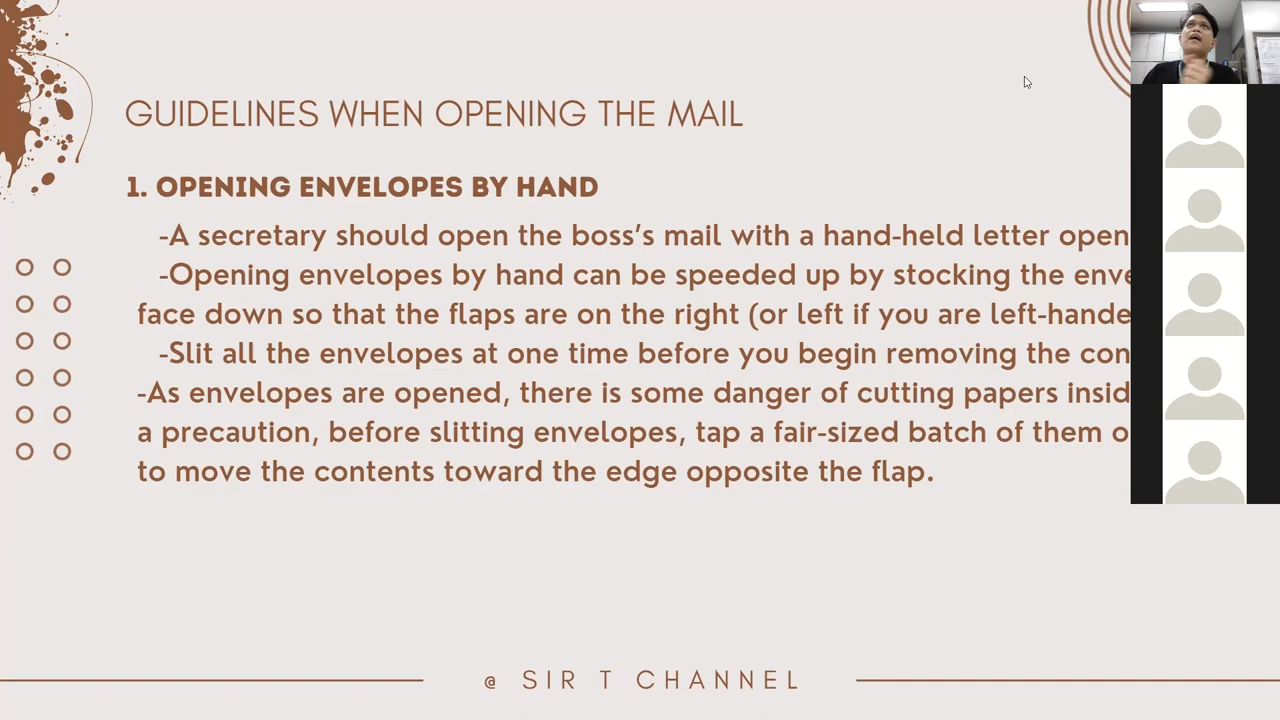 GUIDELINES WHEN OPENING THE MAIL
1. OPENING ENVELOPES BY HAND
-A secretary should open the boss's mail with a hand-held letter open
-Opening envelopes by hand can be speeded up by stocking the enve
face down so that the flaps are on the right (or left if you are left-hande
-Slit all the envelopes at one time before you begin removing the con
-As envelopes are opened, there is some danger of cutting papers insid
a precaution, before slitting envelopes, tap a fair-sized batch of them o
to move the contents toward the edge opposite the flap.
@ SIR T CHANNEL